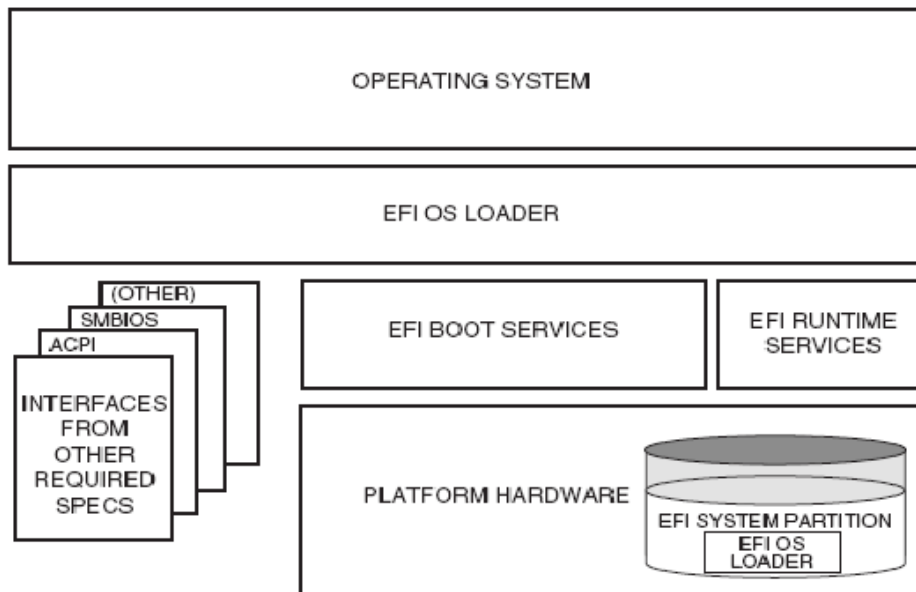 OPERATING SYSTEM
EFI OS LOADER
(OTHER)
SMBIOS
ACPI
INTERFACES
FROM
OTHER
REQUIRED
SPECS
EFI BOOT SERVICES
EFI RUNTIME
SERVICES
PLATFORM HARDWARE
EFI SYSTEM PARTITION
EFI OS
LOADER